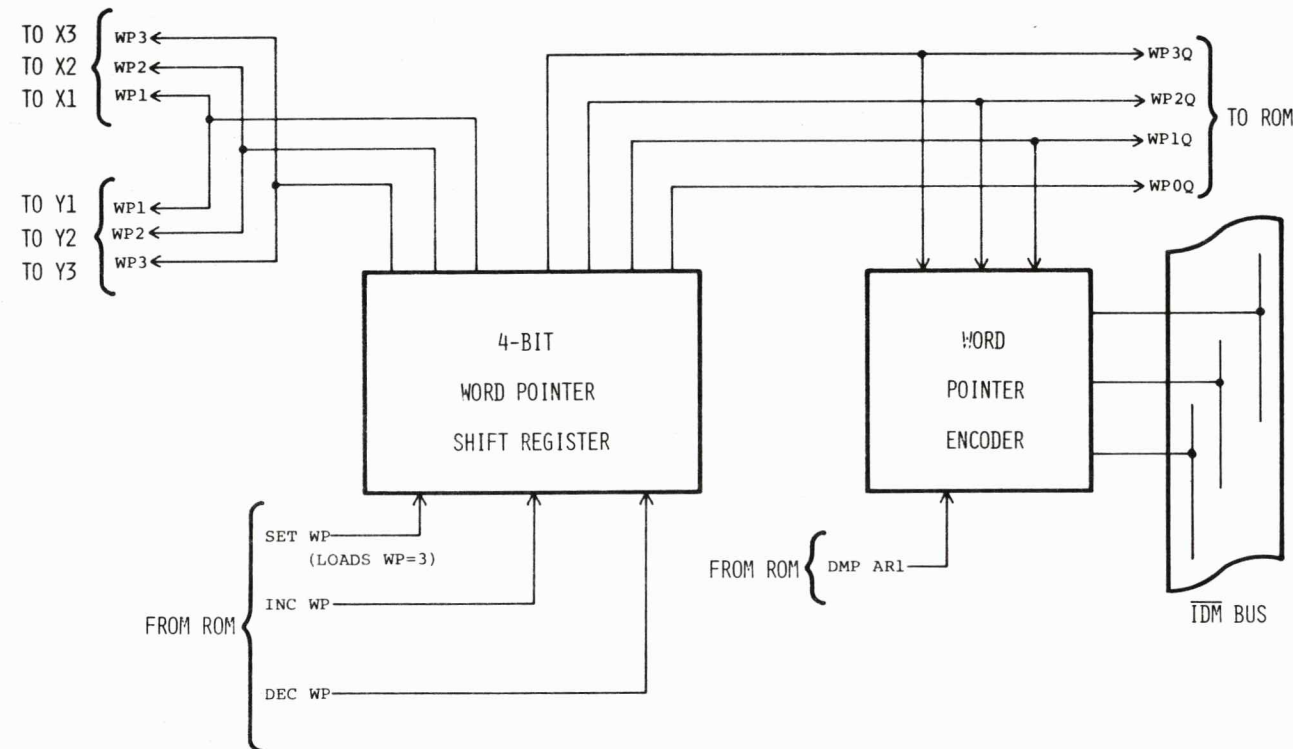 TO X3
WP3
TO X2
WP2
TO X1
WP1
TO Y1
WP1
TO Y2
WP2
TO Y3
WP3
WP3Q
WP2Q
WP1Q
WP0Q
TO ROM
4-BIT
WORD POINTER
SHIFT REGISTER
WORD
POINTER
ENCODER
FROM ROM
SET WP
(LOADS WP=3)
INC WP
DEC WP
FROM ROM
DMP AR1
IDM BUS